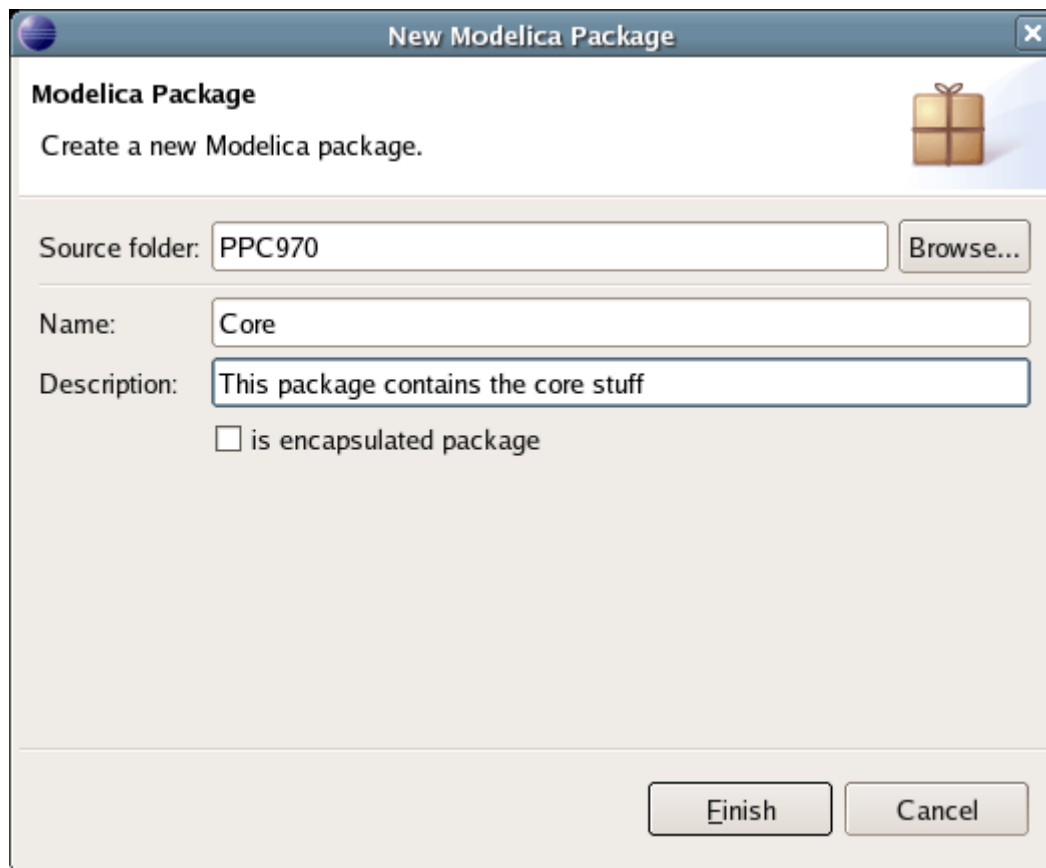 New Modelica Package
Modelica Package
Create a new Modelica package.
Source folder: PPC970 Browse...
Name: Core
Description: This package contains the core stuff
is encapsulated package
Finish Cancel